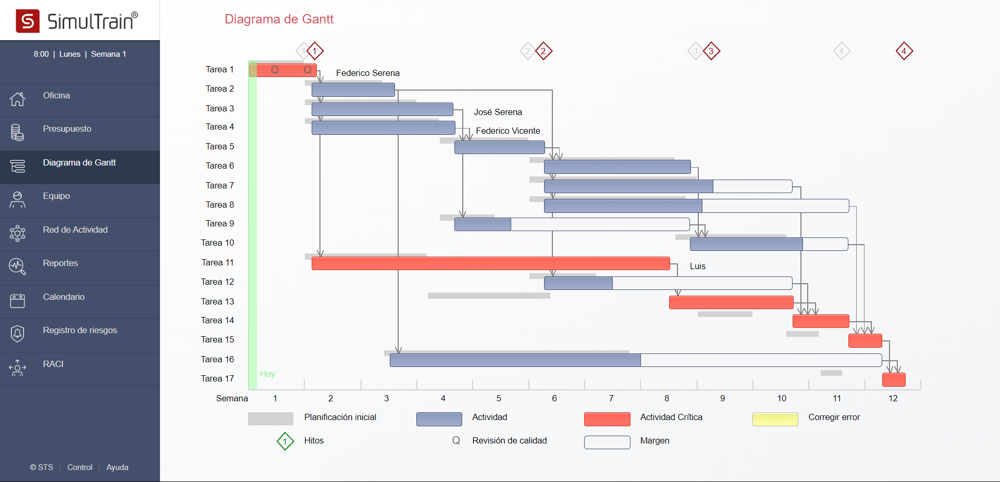 S SimulTrain®
8:00 | Lunes | Semana 1
Oficina
Presupuesto
Diagrama de Gantt
Equipo
Red de Actividad
Reportes
Calendario
Registro de riesgos
RACI
© STS | Control | Ayuda
Diagrama de Gantt
1 1 2 2 3 3 4 4
Tarea 1 Q Q
Federico Serena
Tarea 2
Tarea 3
José Serena
Tarea 4
Federico Vicente
Tarea 5
Tarea 6
Tarea 7
Tarea 8
Tarea 9
Tarea 10
Tarea 11
Luis
Tarea 12
Tarea 13
Tarea 14
Tarea 15
Tarea 16
Hoy
Tarea 17
Semana 1 2 3 4 5 6 7 8 9 10 11 12
Planificación inicial Actividad Actividad Crítica Corregir error
1 Hitos Q Revisión de calidad Margen